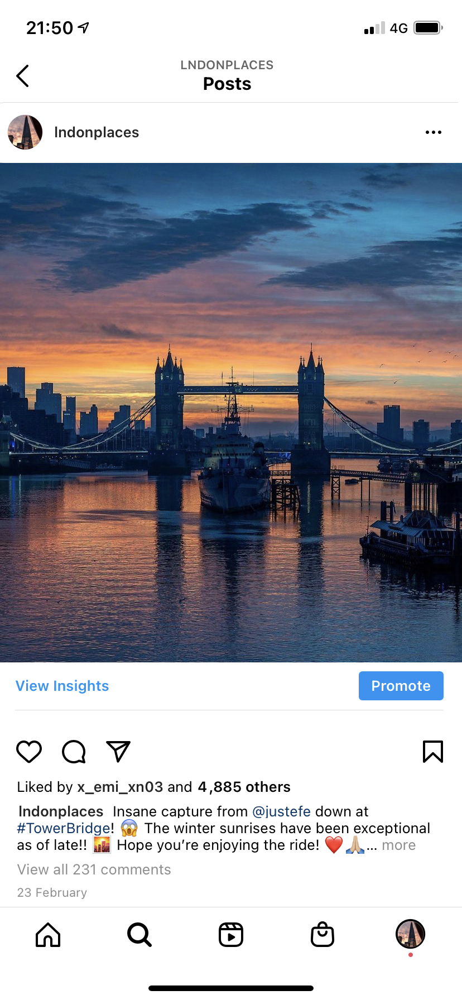 21:50
4G
LNDONPLACES
Posts
lndonplaces
View Insights
Promote
Liked by x_emi_xn03 and 4,885 others
lndonplaces Insane capture from @justefe down at
#TowerBridge! 😱 The winter sunrises have been exceptional
as of late!! 🌇 Hope you’re enjoying the ride! ❤️🙏🏼... more
View all 231 comments
23 February